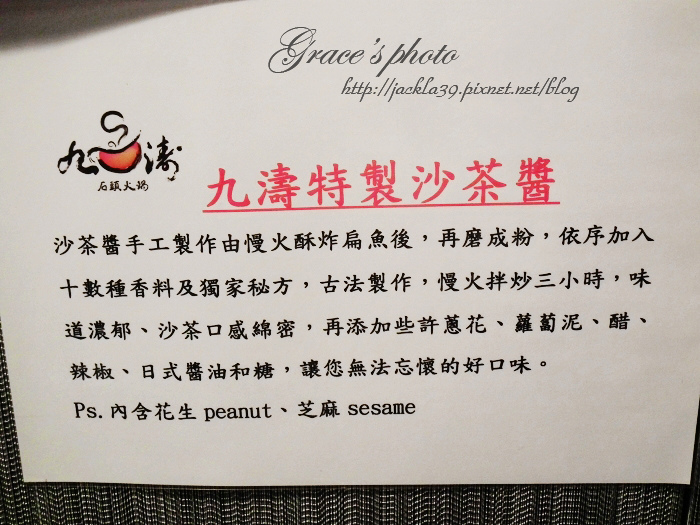 Grace's photo
http://jackla39.pixnet.net/blog
九濤
石頭火鍋
九濤特製沙茶醬
沙茶醬手工製作由慢火酥炸扁魚後，再磨成粉，依序加入
十數種香料及獨家秘方，古法製作，慢火拌炒三小時，味
道濃郁、沙茶口感綿密，再添加些許蔥花、蘿蔔泥、醋、
辣椒、日式醬油和糖，讓您無法忘懷的好口味。
Ps.內含花生 peanut、芝麻 sesame